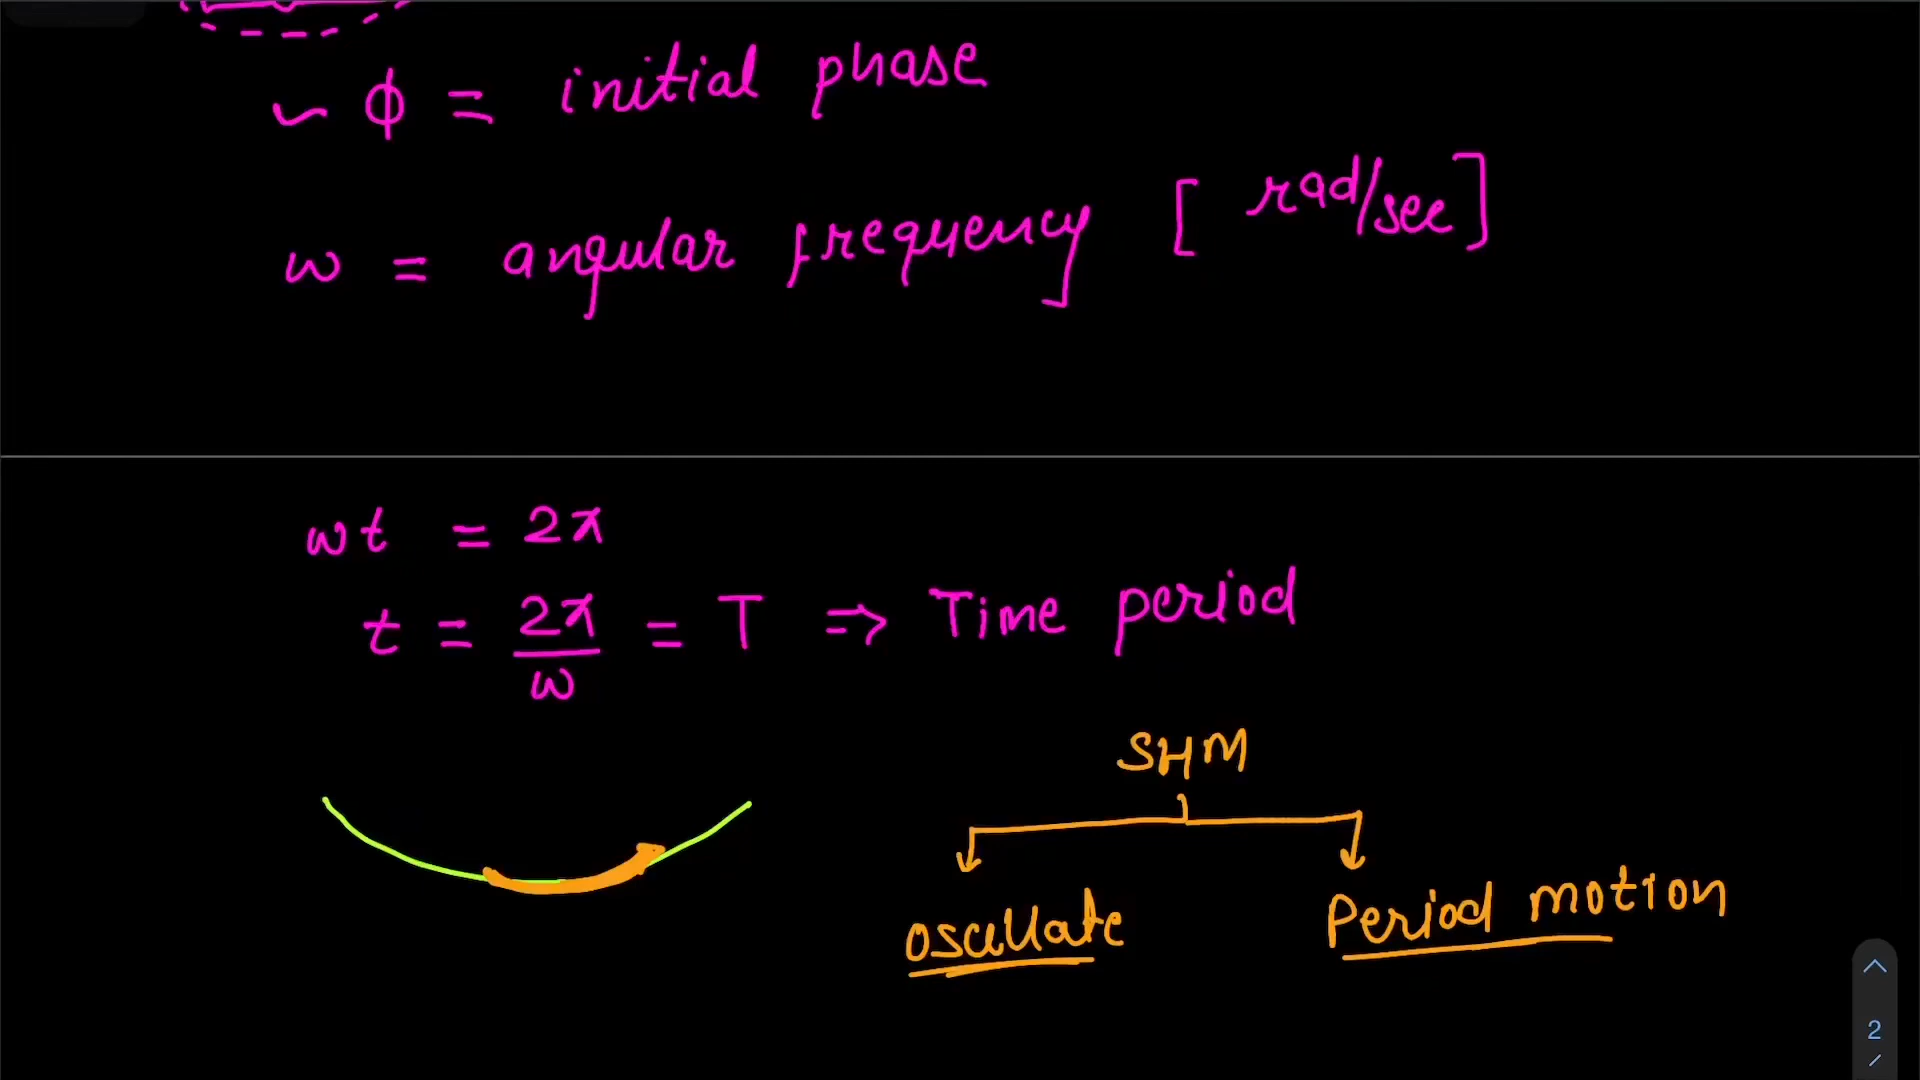 ϕ = initial phase
ω = angular frequency [rad/sec]
ωt = 2π
t = 2π/ω = T ⇒ Time period
SHM
oscillate
Period motion
2